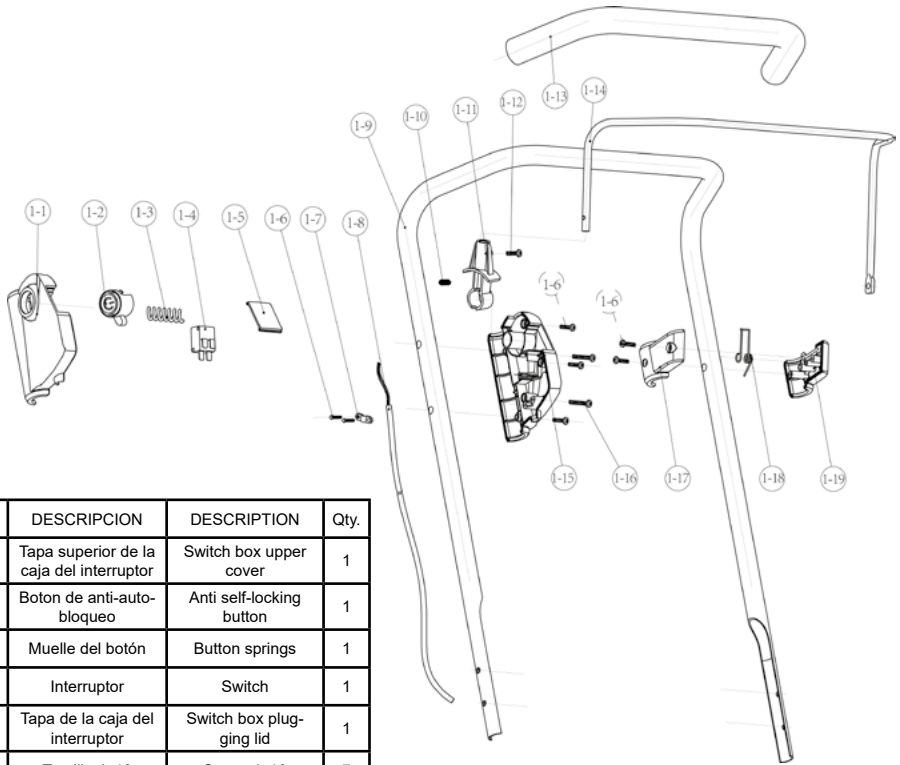 1-13
1-14
1-12
1-11
1-10
1-9
1-1
1-2
1-3
1-4
1-5
1-6
1-7
1-8
1-6
1-6
1-15
1-16
1-17
1-18
1-19
DESCRIPCION DESCRIPTION Qty.
Tapa superior de la Switch box upper
caja del interruptor cover 1
Boton de anti-auto- Anti self-locking
bloqueo button 1
Muelle del botón Button springs 1
Interruptor Switch 1
Tapa de la caja del Switch box plug-
interruptor ging lid 1